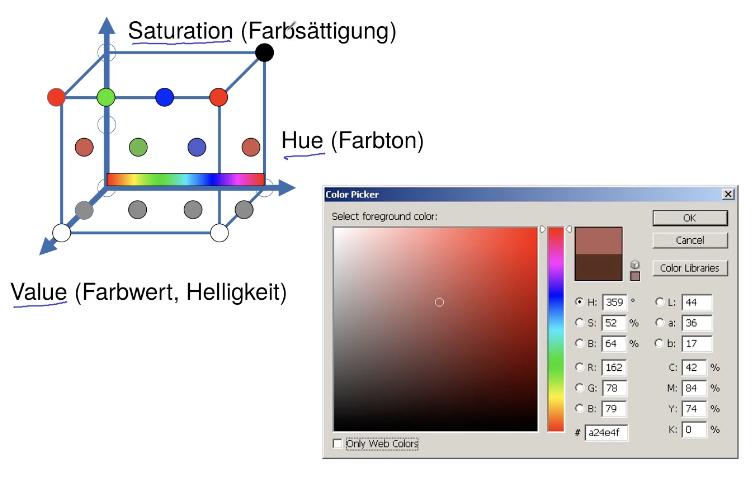 Saturation (Farbsättigung)
Hue (Farbton)
Value (Farbwert, Helligkeit)
Color Picker
Select foreground color:
OK
Cancel
Color Libraries
H: 359 °
L: 44
S: 52 %
a: 36
B: 64 %
b: 17
R: 162
C: 42 %
G: 78
M: 84 %
B: 79
Y: 74 %
# a24e4f
K: 0 %
Only Web Colors